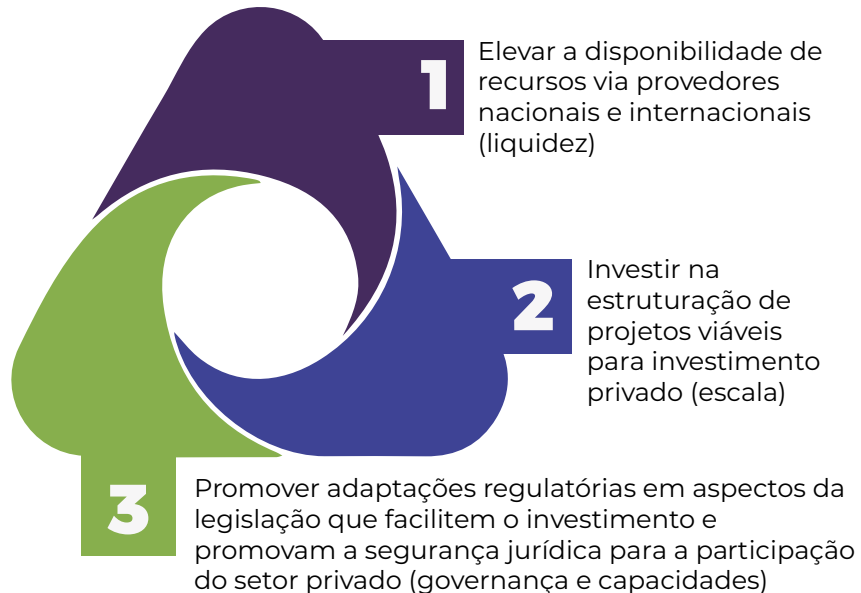 1
Elevar a disponibilidade de
recursos via provedores
nacionais e internacionais
(liquidez)
2
Investir na
estruturação de
projetos viáveis
para investimento
privado (escala)
3
Promover adaptações regulatórias em aspectos da
legislação que facilitem o investimento e
promovam a segurança jurídica para a participação
do setor privado (governança e capacidades)